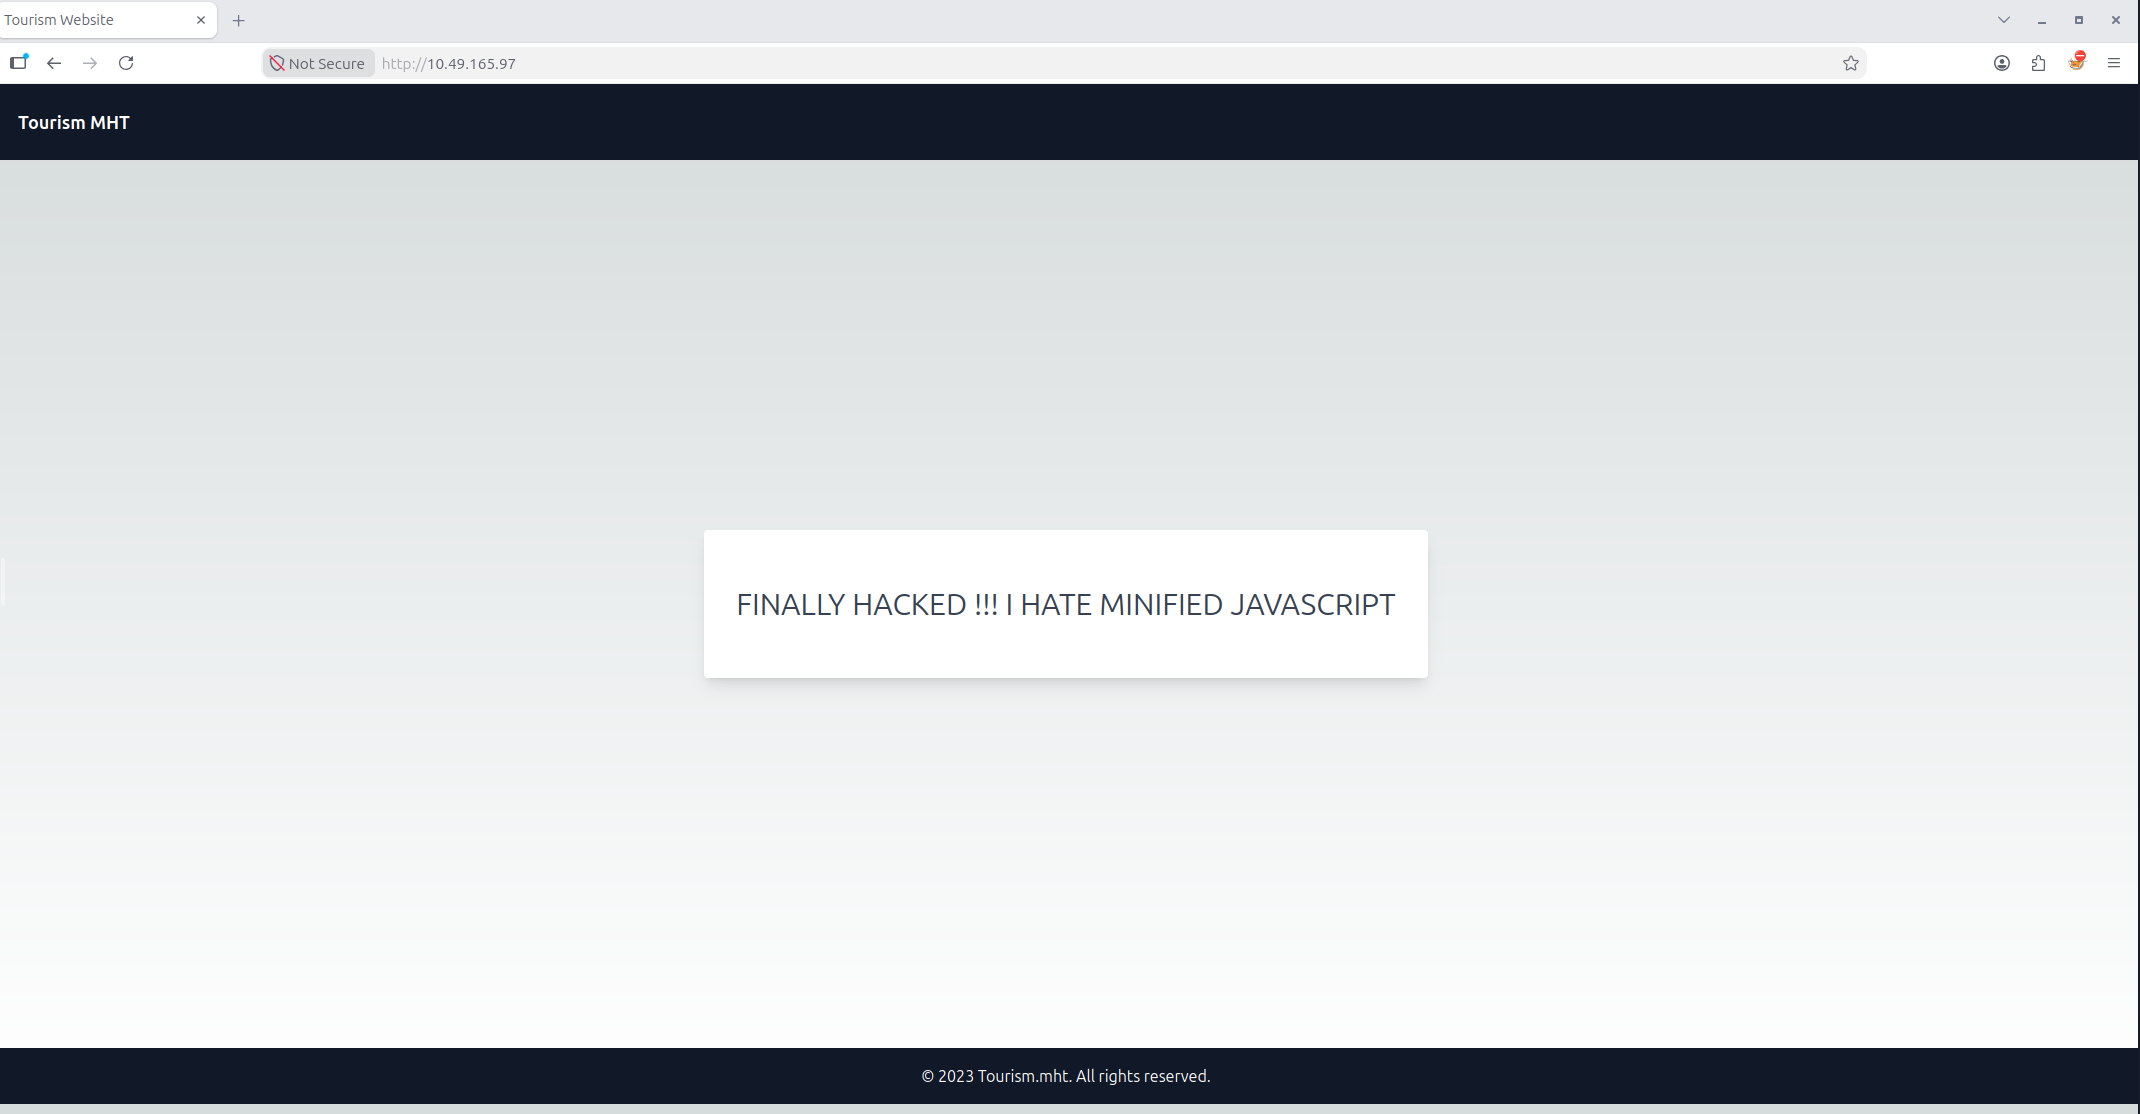 Tourism Website
Not Secure http://10.49.165.97
Tourism MHT
FINALLY HACKED !!! I HATE MINIFIED JAVASCRIPT
© 2023 Tourism.mht. All rights reserved.